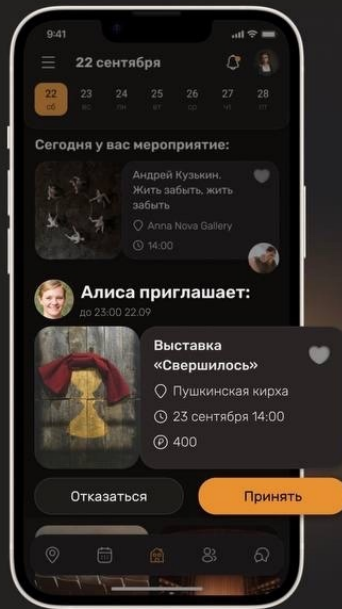 9:41
22 сентября
22 23 24 25 26 27 28
сб вс пн вт ср чт пт
Сегодня у вас мероприятие:
Андрей Кузькин.
Жить забыть, жить
забыть
Anna Nova Gallery
14:00
Алиса приглашает:
до 23:00 22.09
Выставка
«Свершилось»
Пушкинская кирха
23 сентября 14:00
₽ 400
Отказаться
Принять